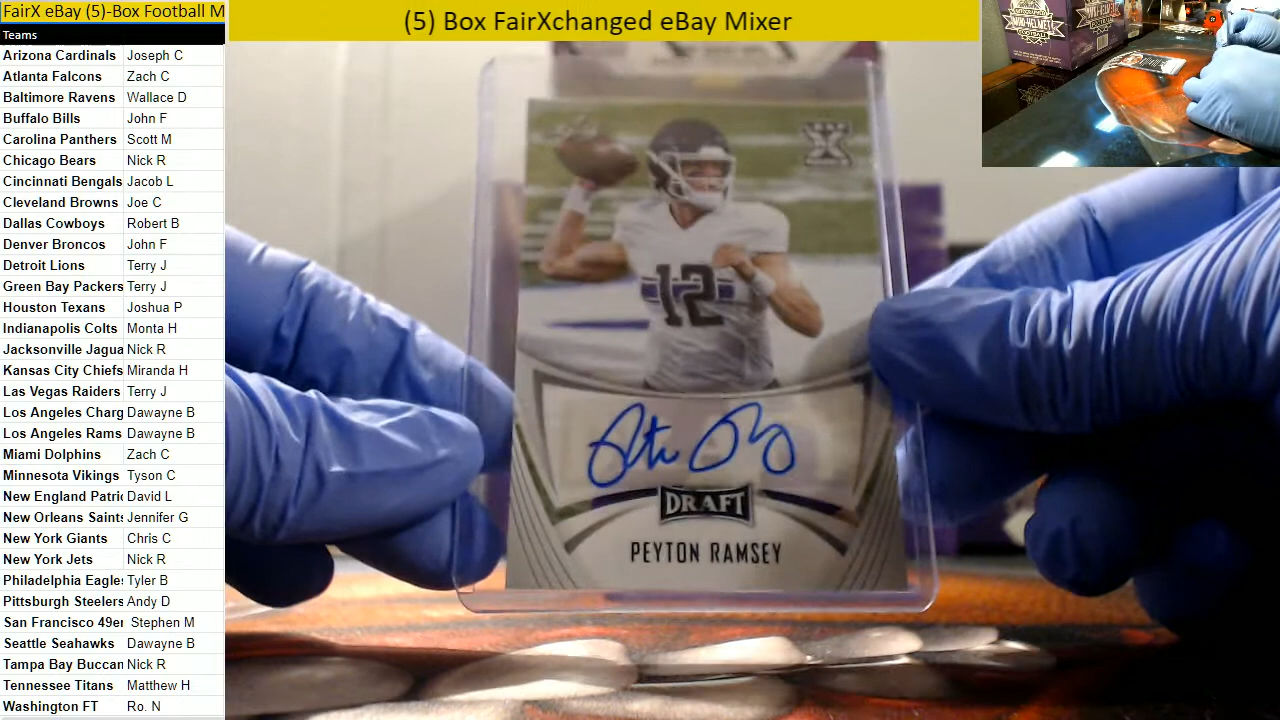 FairX eBay (5)-Box Football M
Teams
Arizona Cardinals Joseph C
Atlanta Falcons Zach C
Baltimore Ravens Wallace D
Buffalo Bills John F
Carolina Panthers Scott M
Chicago Bears Nick R
Cincinnati Bengals Jacob L
Cleveland Browns Joe C
Dallas Cowboys Robert B
Denver Broncos John F
Detroit Lions Terry J
Green Bay Packers Terry J
Houston Texans Joshua P
Indianapolis Colts Monta H
Jacksonville Jagua Nick R
Kansas City Chiefs Miranda H
Las Vegas Raiders Terry J
Los Angeles Charg Dawayne B
Los Angeles Rams Dawayne B
Miami Dolphins Zach C
Minnesota Vikings Tyson C
New England Patri David L
New Orleans Saints Jennifer G
New York Giants Chris C
New York Jets Nick R
Philadelphia Eagle Tyler B
Pittsburgh Steelers Andy D
San Francisco 49er Stephen M
Seattle Seahawks Dawayne B
Tampa Bay Buccan Nick R
Tennessee Titans Matthew H
Washington FT Ro. N
(5) Box FairXchanged eBay Mixer
X
12
DRAFT
PEYTON RAMSEY
MINI-HELMET